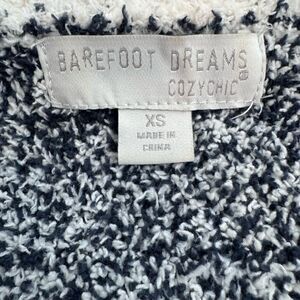 BAREFOOT DREAMS
COZYCHIC®
XS
MADE IN
CHINA